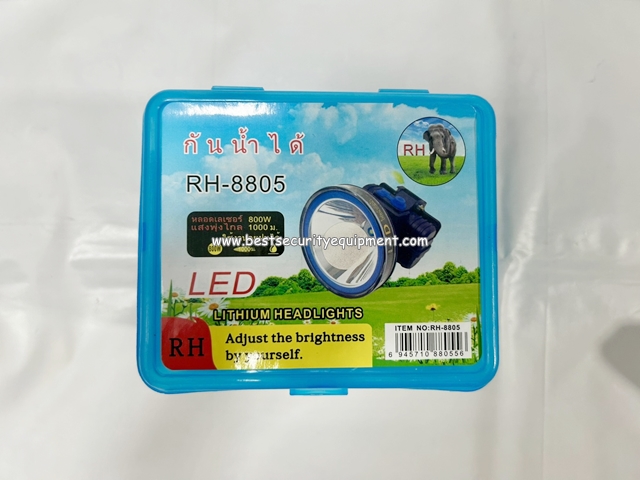 กันน้ำได้
RH
RH-8805
หลอดเลเซอร์ 800W
แสงพุ่งไกล 1000 ม.
www.bestsecurityequipment.com
LED
LITHIUM HEADLIGHTS
RH
Adjust the brightness
by yourself.
ITEM NO:RH-8805
6 945710 880556